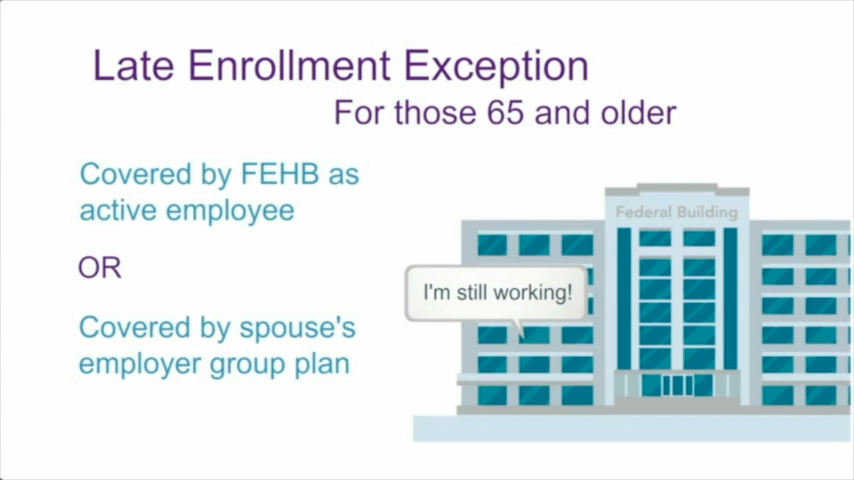 Late Enrollment Exception
For those 65 and older
Covered by FEHB as
active employee
OR
Covered by spouse's
employer group plan
Federal Building
I'm still working!